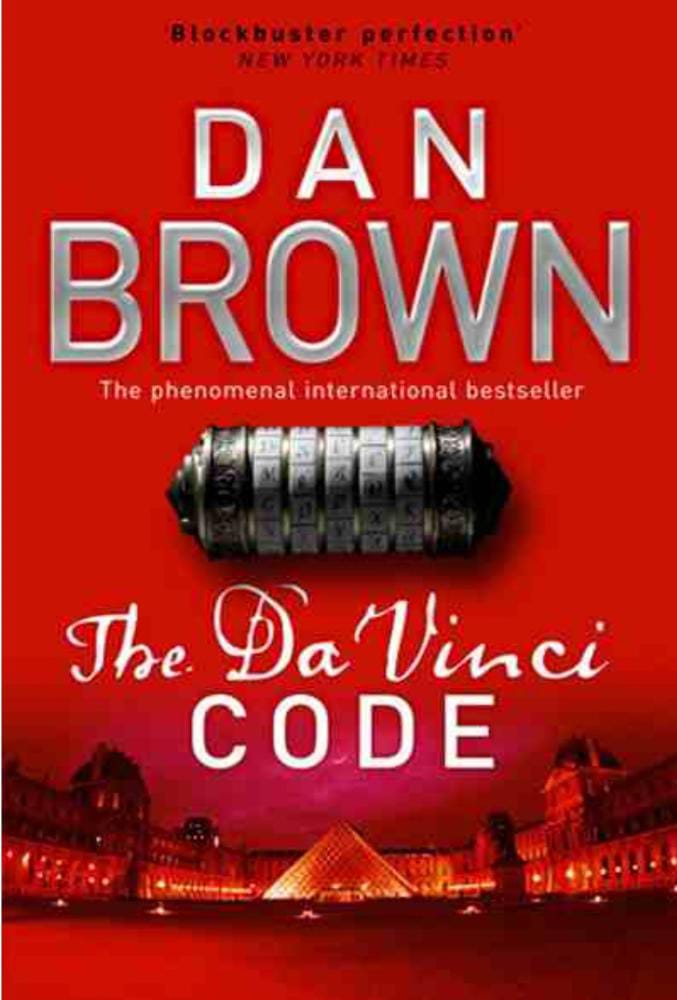 'Blockbuster perfection'
NEW YORK TIMES
DAN
BROWN
The phenomenal international bestseller
The Da Vinci
CODE